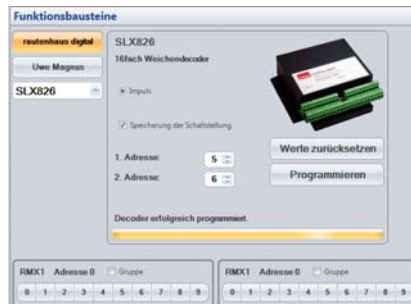 Funktionsbausteine
rautenhaus digital
Uwe Magnus
SLX826
SLX826
16fach Weichendecoder
Impuls
Speicherung der Schaltstellung
1. Adresse: 5
2. Adresse: 6
Werte zurücksetzen
Programmieren
Decoder erfolgreich programmiert.
RMX1 Adresse 0 Gruppe
0 1 2 3 4 5 6 7 8 9
RMX1 Adresse 0 Gruppe
0 1 2 3 4 5 6 7 8 9